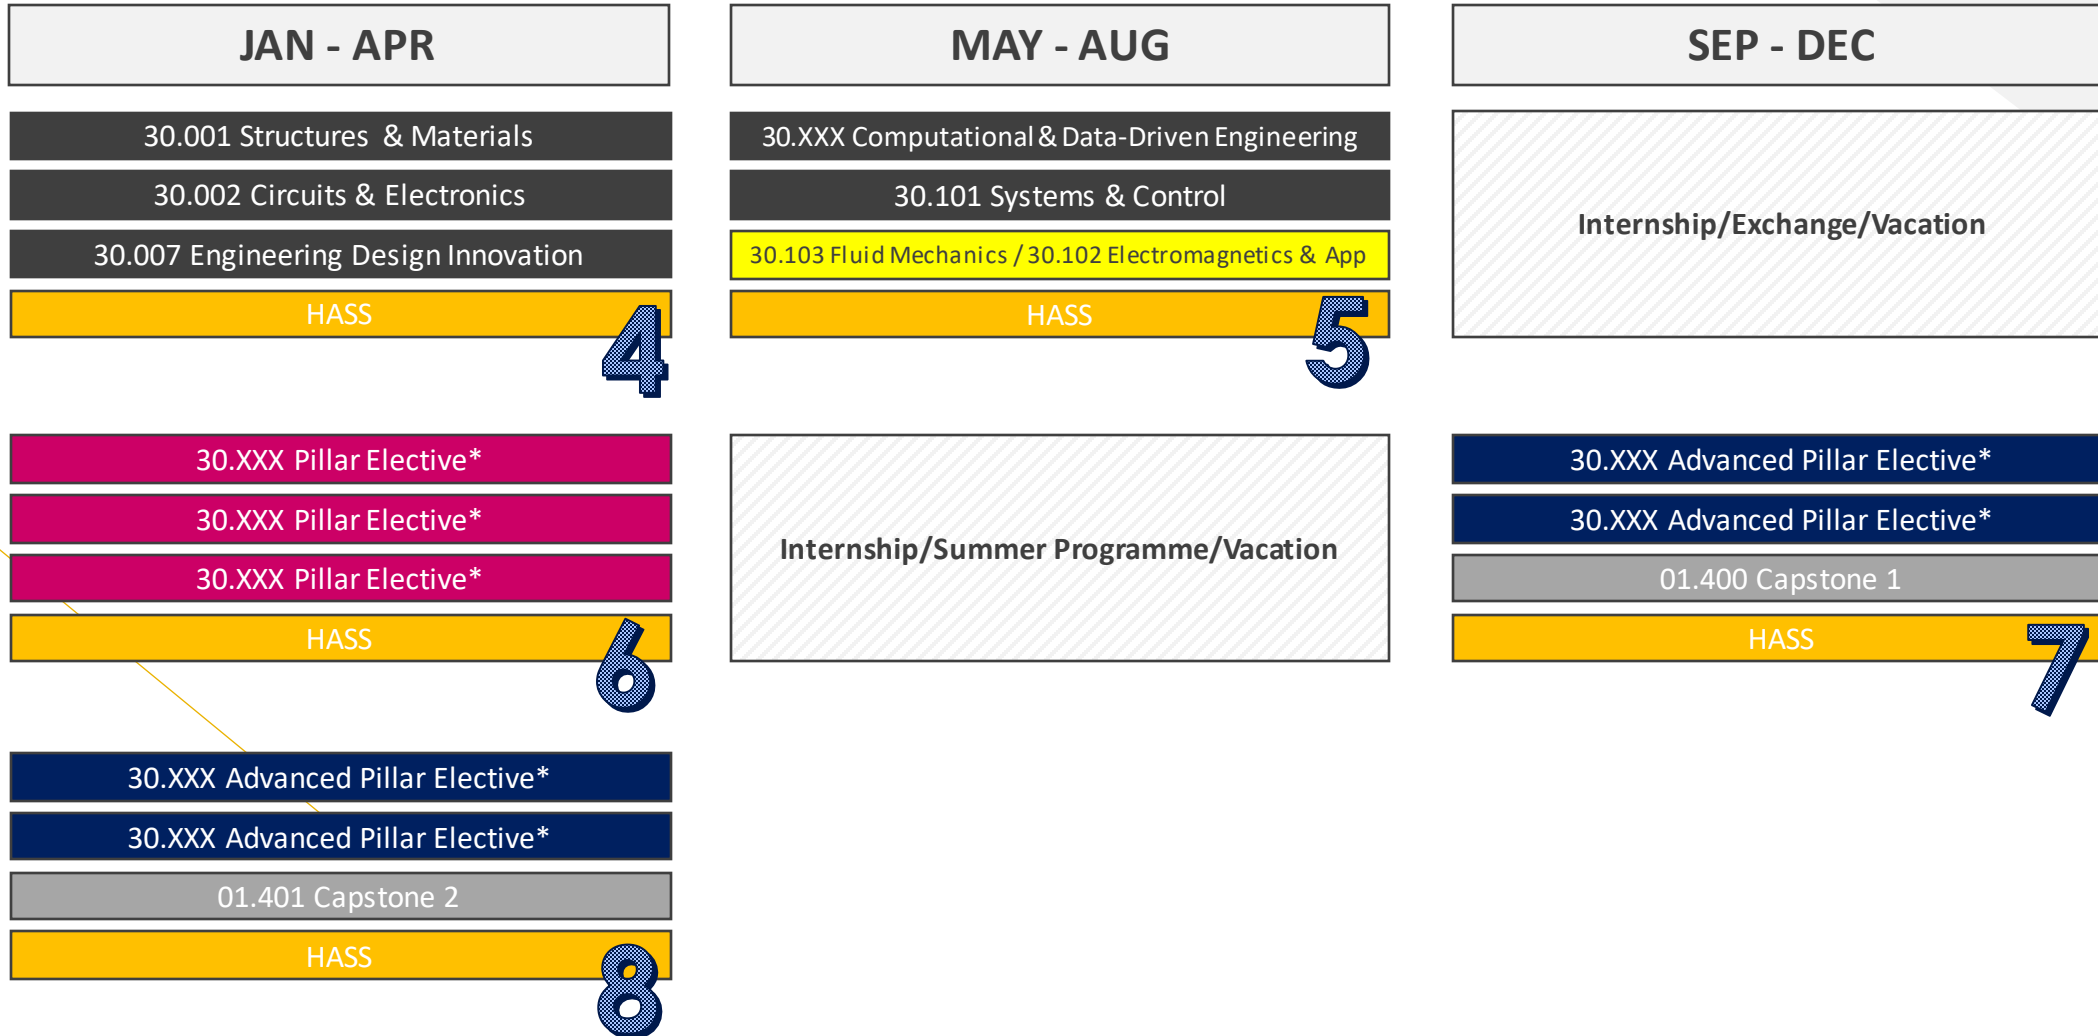 JAN - APR
MAY - AUG
SEP - DEC
30.001 Structures & Materials
30.002 Circuits & Electronics
30.007 Engineering Design Innovation
HASS
4
30.XXX Computational & Data-Driven Engineering
30.101 Systems & Control
30.103 Fluid Mechanics / 30.102 Electromagnetics & App
HASS
5
Internship/Exchange/Vacation
30.XXX Pillar Elective*
30.XXX Pillar Elective*
30.XXX Pillar Elective*
HASS
6
Internship/Summer Programme/Vacation
30.XXX Advanced Pillar Elective*
30.XXX Advanced Pillar Elective*
01.400 Capstone 1
HASS
7
30.XXX Advanced Pillar Elective*
30.XXX Advanced Pillar Elective*
01.401 Capstone 2
HASS
8